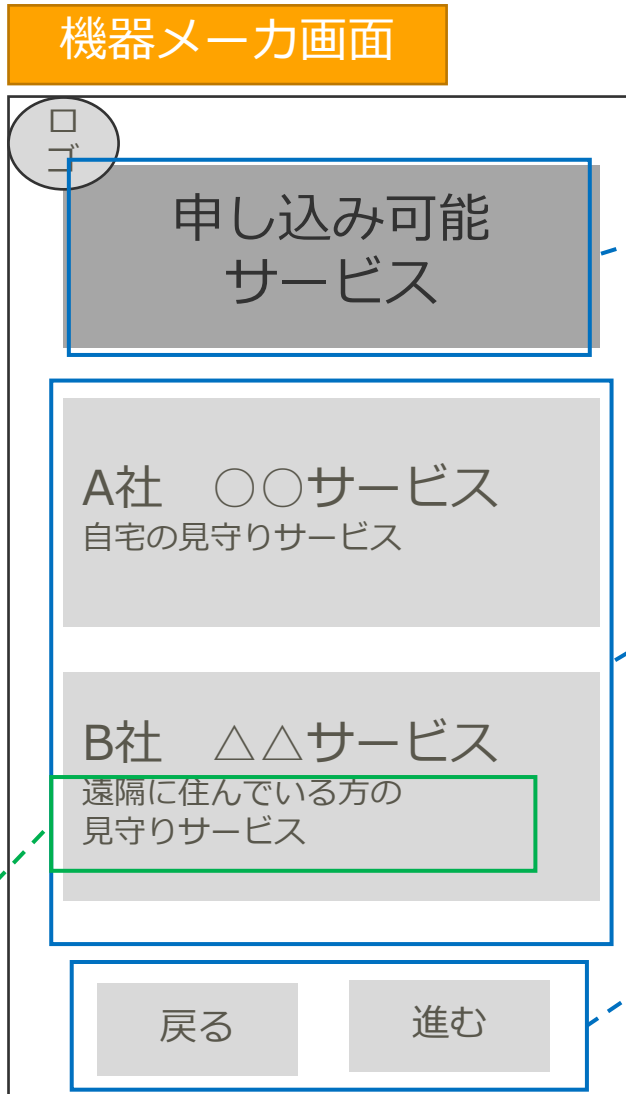 機器メーカ画面
ロ
ゴ
申し込み可能
サービス
A社　○○サービス
自宅の見守りサービス
B社　△△サービス
遠隔に住んでいる方の
見守りサービス
戻る
進む